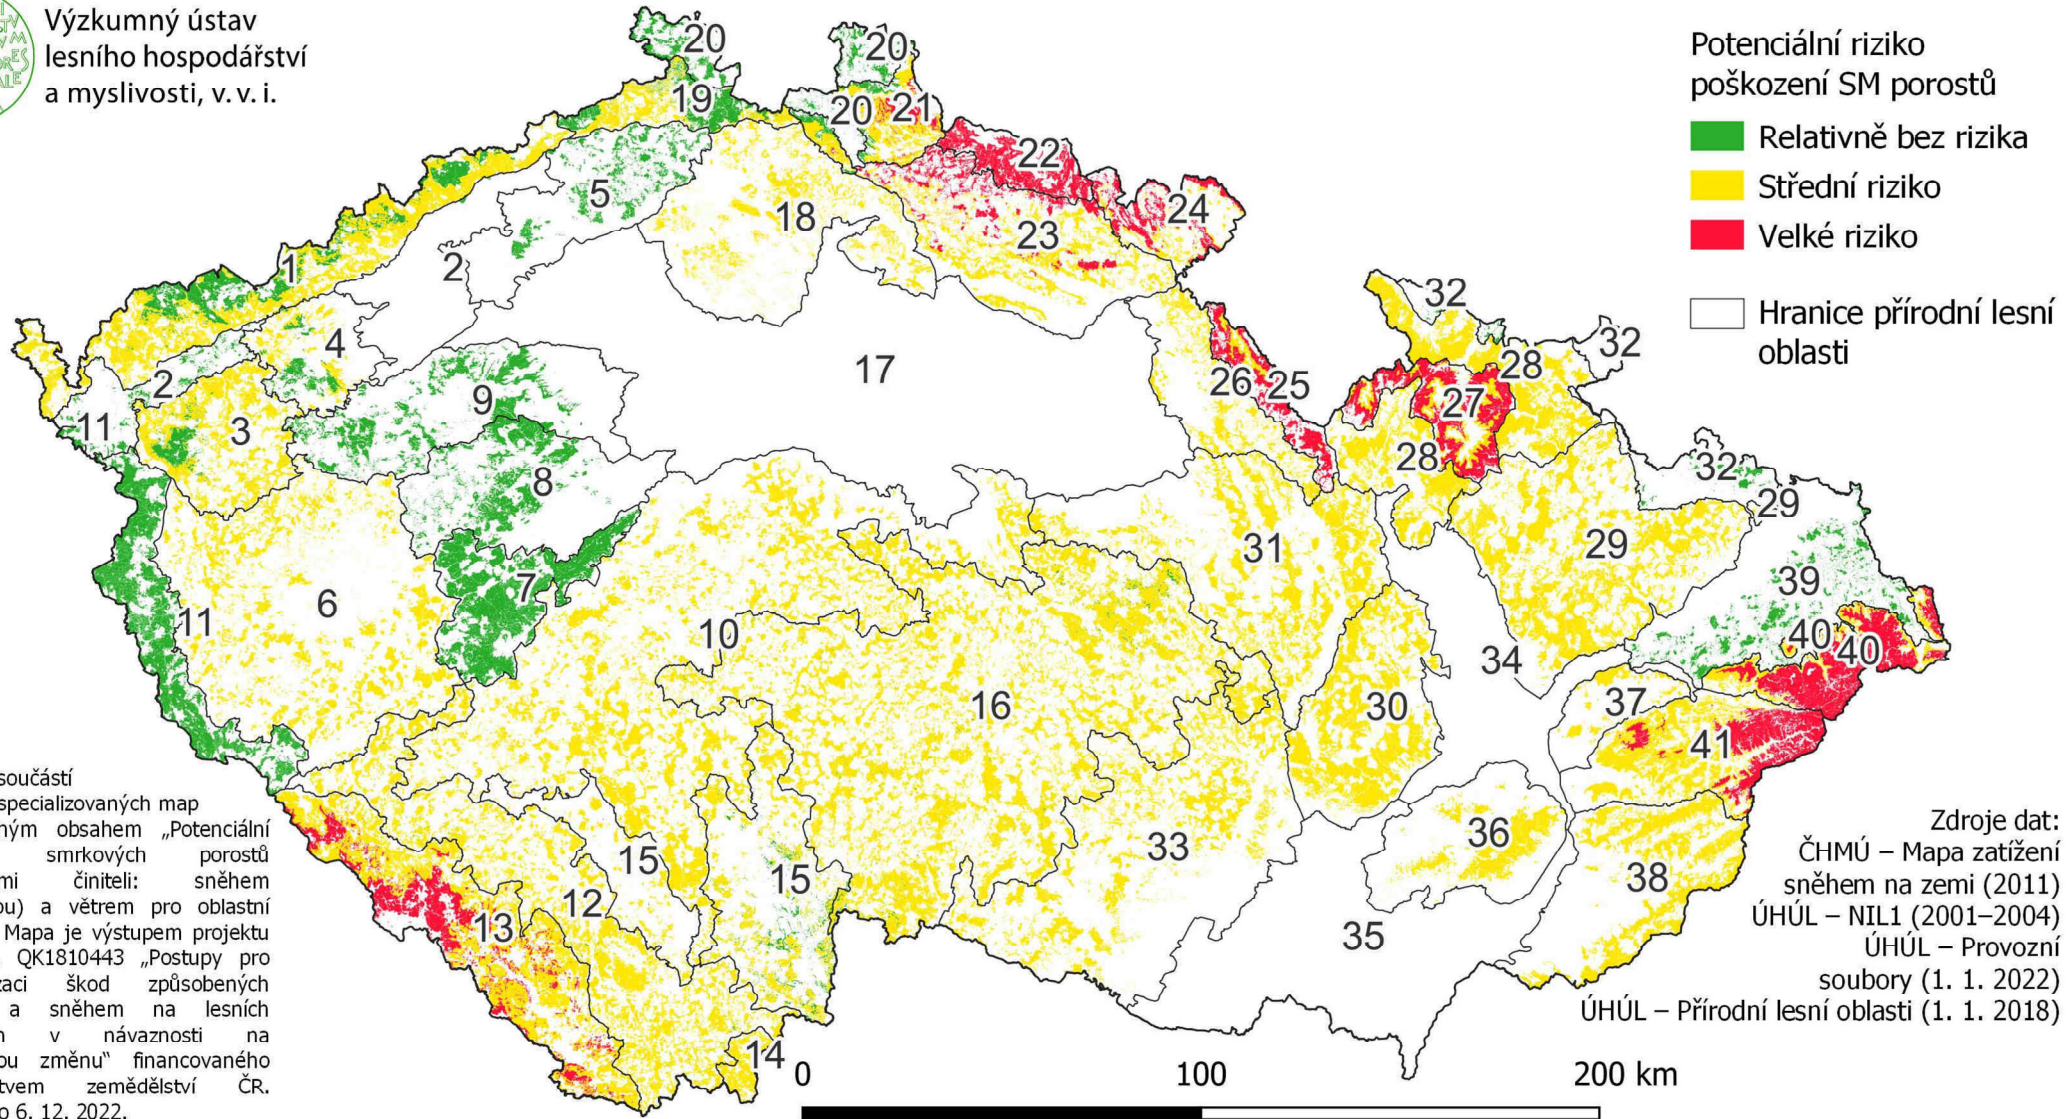 Výzkumný ústav
lesního hospodářství
a myslivosti, v. v. i.
Potenciální riziko
poškození SM porostů
Relativně bez rizika
Střední riziko
Velké riziko
Hranice přírodní lesní
oblasti
20
20
19
20
21
22
5
24
18
23
1
2
32
4
32
17
28
2
26
25
9
27
3
11
28
8
32
29
31
29
7
39
6
11
10
40
40
34
16
37
30
41
36
33
15
15
38
12
13
35
14
součástí
specializovaných map
obsahem „Potenciální
smrkových porostů
činiteli: sněhem
a větrem pro oblastní
Mapa je výstupem projektu
QK1810443 „Postupy pro
škod způsobených
a sněhem na lesních
v návaznosti na
změnu“ financovaného
zemědělství ČR.
6. 12. 2022.
Zdroje dat:
ČHMÚ – Mapa zatížení
sněhem na zemi (2011)
ÚHÚL – NIL1 (2001–2004)
ÚHÚL – Provozní
soubory (1. 1. 2022)
ÚHÚL – Přírodní lesní oblasti (1. 1. 2018)
0
100
200 km